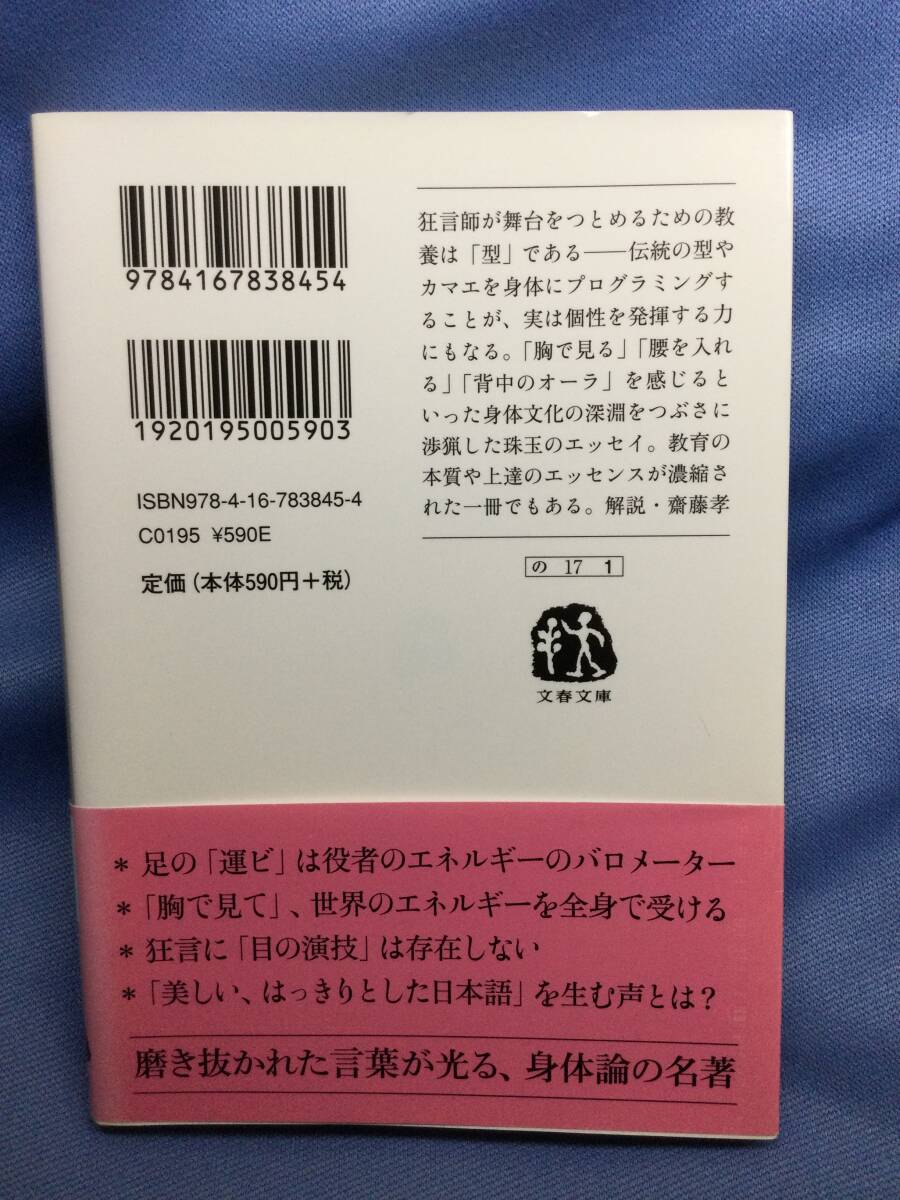 9784167838454
1920195005903
ISBN978-4-16-783845-4
C0195 ¥590E
定価（本体590円＋税）
狂言師が舞台をつとめるための教
養は「型」である――伝統の型や
カマエを身体にプログラミングす
ることが、実は個性を発揮する力
にもなる。「胸で見る」「腰を入れ
る」「背中のオーラ」を感じると
いった身体文化の深淵をつぶさに
渉猟した珠玉のエッセイ。教育の
本質や上達のエッセンスが濃縮さ
れた一冊でもある。解説・齋藤孝
の 17 1
文春文庫
＊ 足の「運ビ」は役者のエネルギーのバロメーター
＊「胸で見て」、世界のエネルギーを全身で受ける
＊ 狂言に「目の演技」は存在しない
＊「美しい、はっきりとした日本語」を生む声とは？
磨き抜かれた言葉が光る、身体論の名著